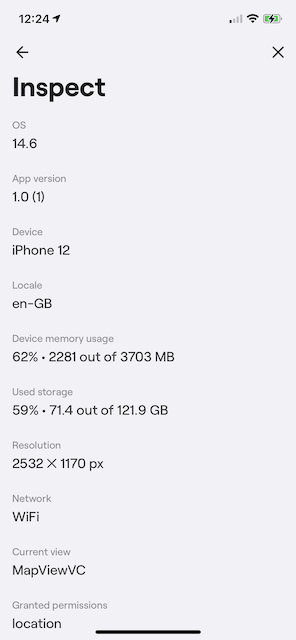 12:24
Inspect
OS
14.6
App version
1.0 (1)
Device
iPhone 12
Locale
en-GB
Device memory usage
62% • 2281 out of 3703 MB
Used storage
59% • 71.4 out of 121.9 GB
Resolution
2532 × 1170 px
Network
WiFi
Current view
MapViewVC
Granted permissions
location